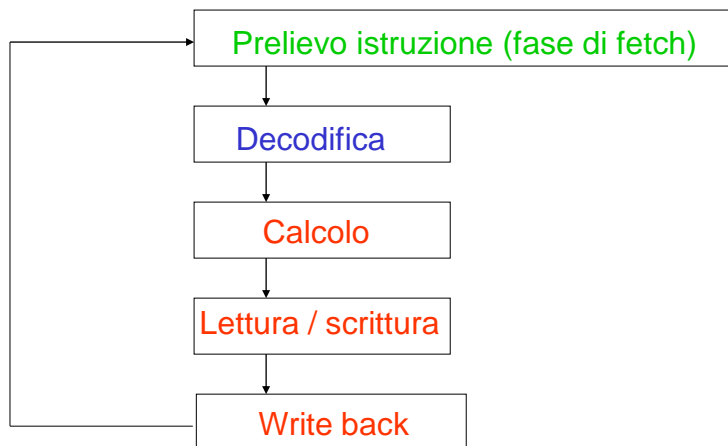 Prelievo istruzione (fase di fetch)
Decodifica
Calcolo
Lettura / scrittura
Write back